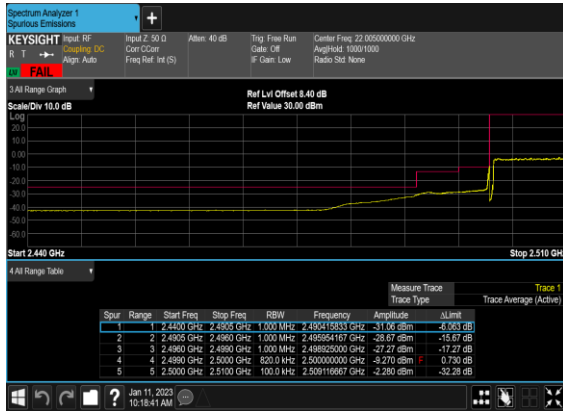 Spectrum Analyzer 1
Spurious Emissions
+
KEYSIGHT Input: RF Input Z: 50 Ω Atten: 40 dB Trig: Free Run Center Freq: 22.005000000 GHz
R T Coupling: DC Corr CCorr Gate: Off Avg|Hold: 1000/1000
Align: Auto Freq Ref: Int (S) IF Gain: Low Radio Std: None
LV FAIL
3 All Range Graph
Ref Lvl Offset 8.40 dB
Scale/Div 10.0 dB Ref Value 30.00 dBm
Log
20.0
10.0
0.00
-10.0
-20.0
-30.0
-40.0
-50.0
-60.0
Start 2.440 GHz Stop 2.510 GHz
4 All Range Table
Measure Trace Trace 1
Trace Type Trace Average (Active)
Spur Range Start Freq Stop Freq RBW Frequency Amplitude ΔLimit
1 1 2.4400 GHz 2.4905 GHz 1.000 MHz 2.490415833 GHz -31.06 dBm -6.063 dB
2 2 2.4905 GHz 2.4960 GHz 1.000 MHz 2.495954167 GHz -28.67 dBm -15.67 dB
3 3 2.4960 GHz 2.4990 GHz 1.000 MHz 2.498925000 GHz -27.27 dBm -17.27 dB
4 4 2.4990 GHz 2.5000 GHz 820.0 kHz 2.500000000 GHz -9.270 dBm F 0.730 dB
5 5 2.5000 GHz 2.5100 GHz 100.0 kHz 2.509116667 GHz -2.280 dBm -32.28 dB
? Jan 11, 2023
10:18:41 AM